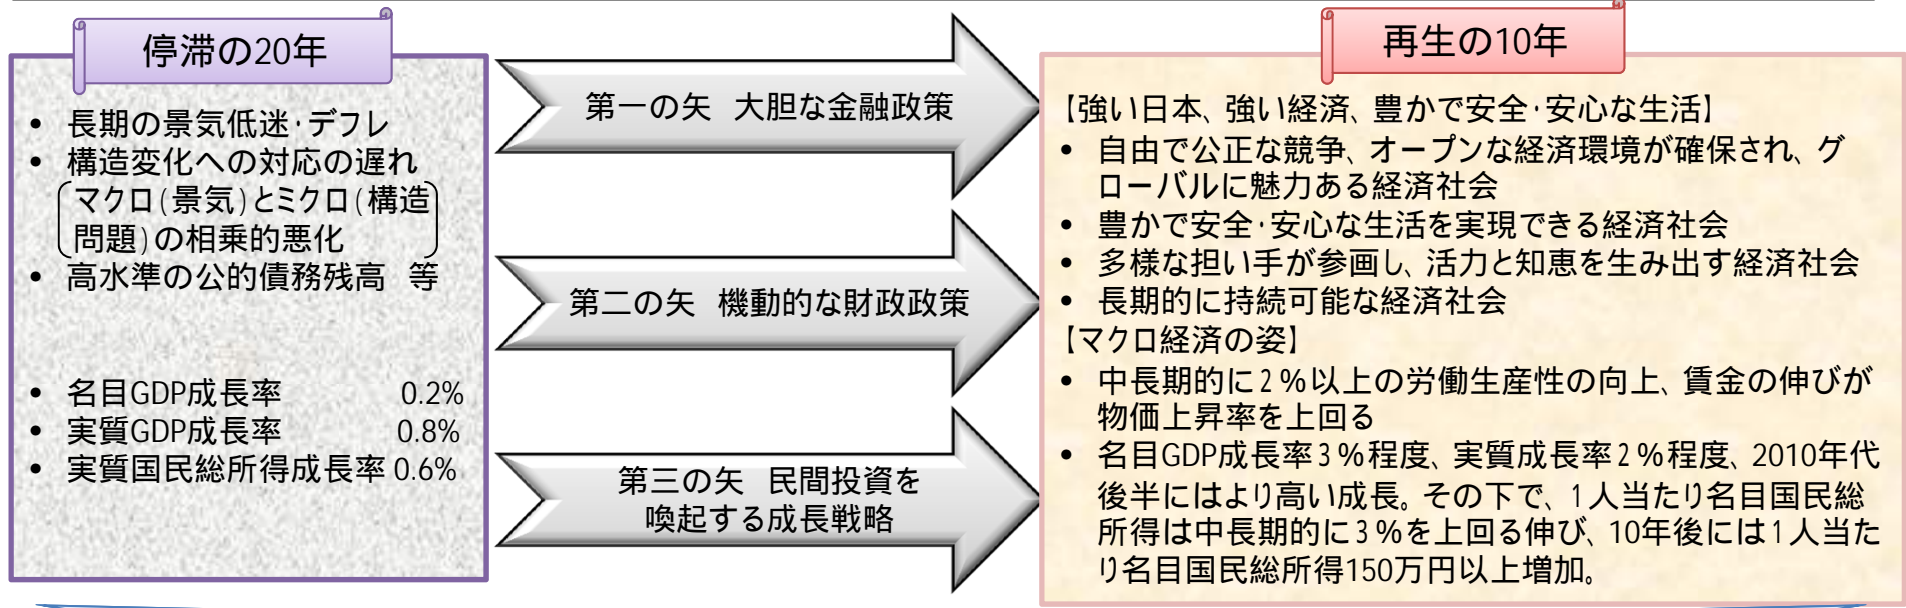 停滞の20年
• 長期の景気低迷・デフレ
• 構造変化への対応の遅れ
マクロ(景気)とミクロ(構造
問題)の相乗的悪化
• 高水準の公的債務残高 等
• 名目GDP成長率 0.2%
• 実質GDP成長率 0.8%
• 実質国民総所得成長率 0.6%
第一の矢 大胆な金融政策
第二の矢 機動的な財政政策
第三の矢 民間投資を
喚起する成長戦略
再生の10年
【強い日本、強い経済、豊かで安全・安心な生活】
• 自由で公正な競争、オープンな経済環境が確保され、グ
ローバルに魅力ある経済社会
• 豊かで安全・安心な生活を実現できる経済社会
• 多様な担い手が参画し、活力と知恵を生み出す経済社会
• 長期的に持続可能な経済社会
【マクロ経済の姿】
• 中長期的に2%以上の労働生産性の向上、賃金の伸びが
物価上昇率を上回る
• 名目GDP成長率3%程度、実質成長率2%程度、2010年代
後半にはより高い成長。その下で、1人当たり名目国民総
所得は中長期的に3%を上回る伸び、10年後には1人当た
り名目国民総所得150万円以上増加。